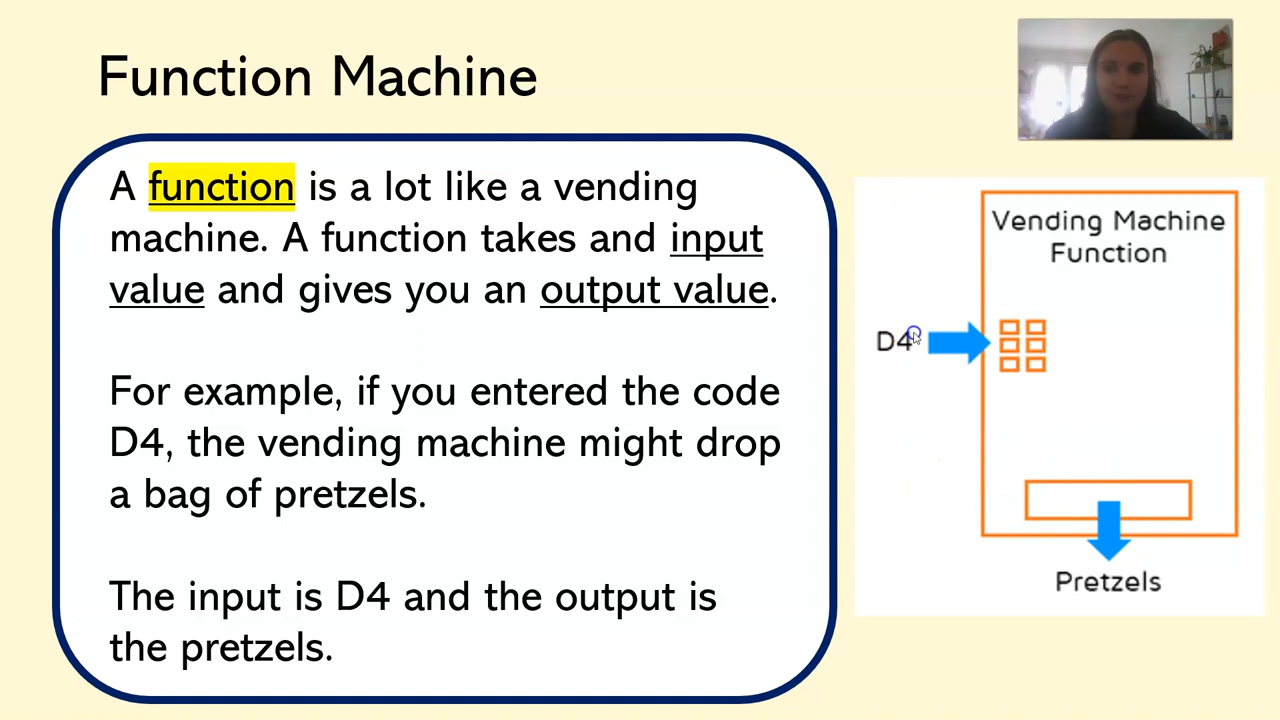 Function Machine
A function is a lot like a vending
machine. A function takes and input
value and gives you an output value.
For example, if you entered the code
D4, the vending machine might drop
a bag of pretzels.
The input is D4 and the output is
the pretzels.
Vending Machine
Function
D4
Pretzels